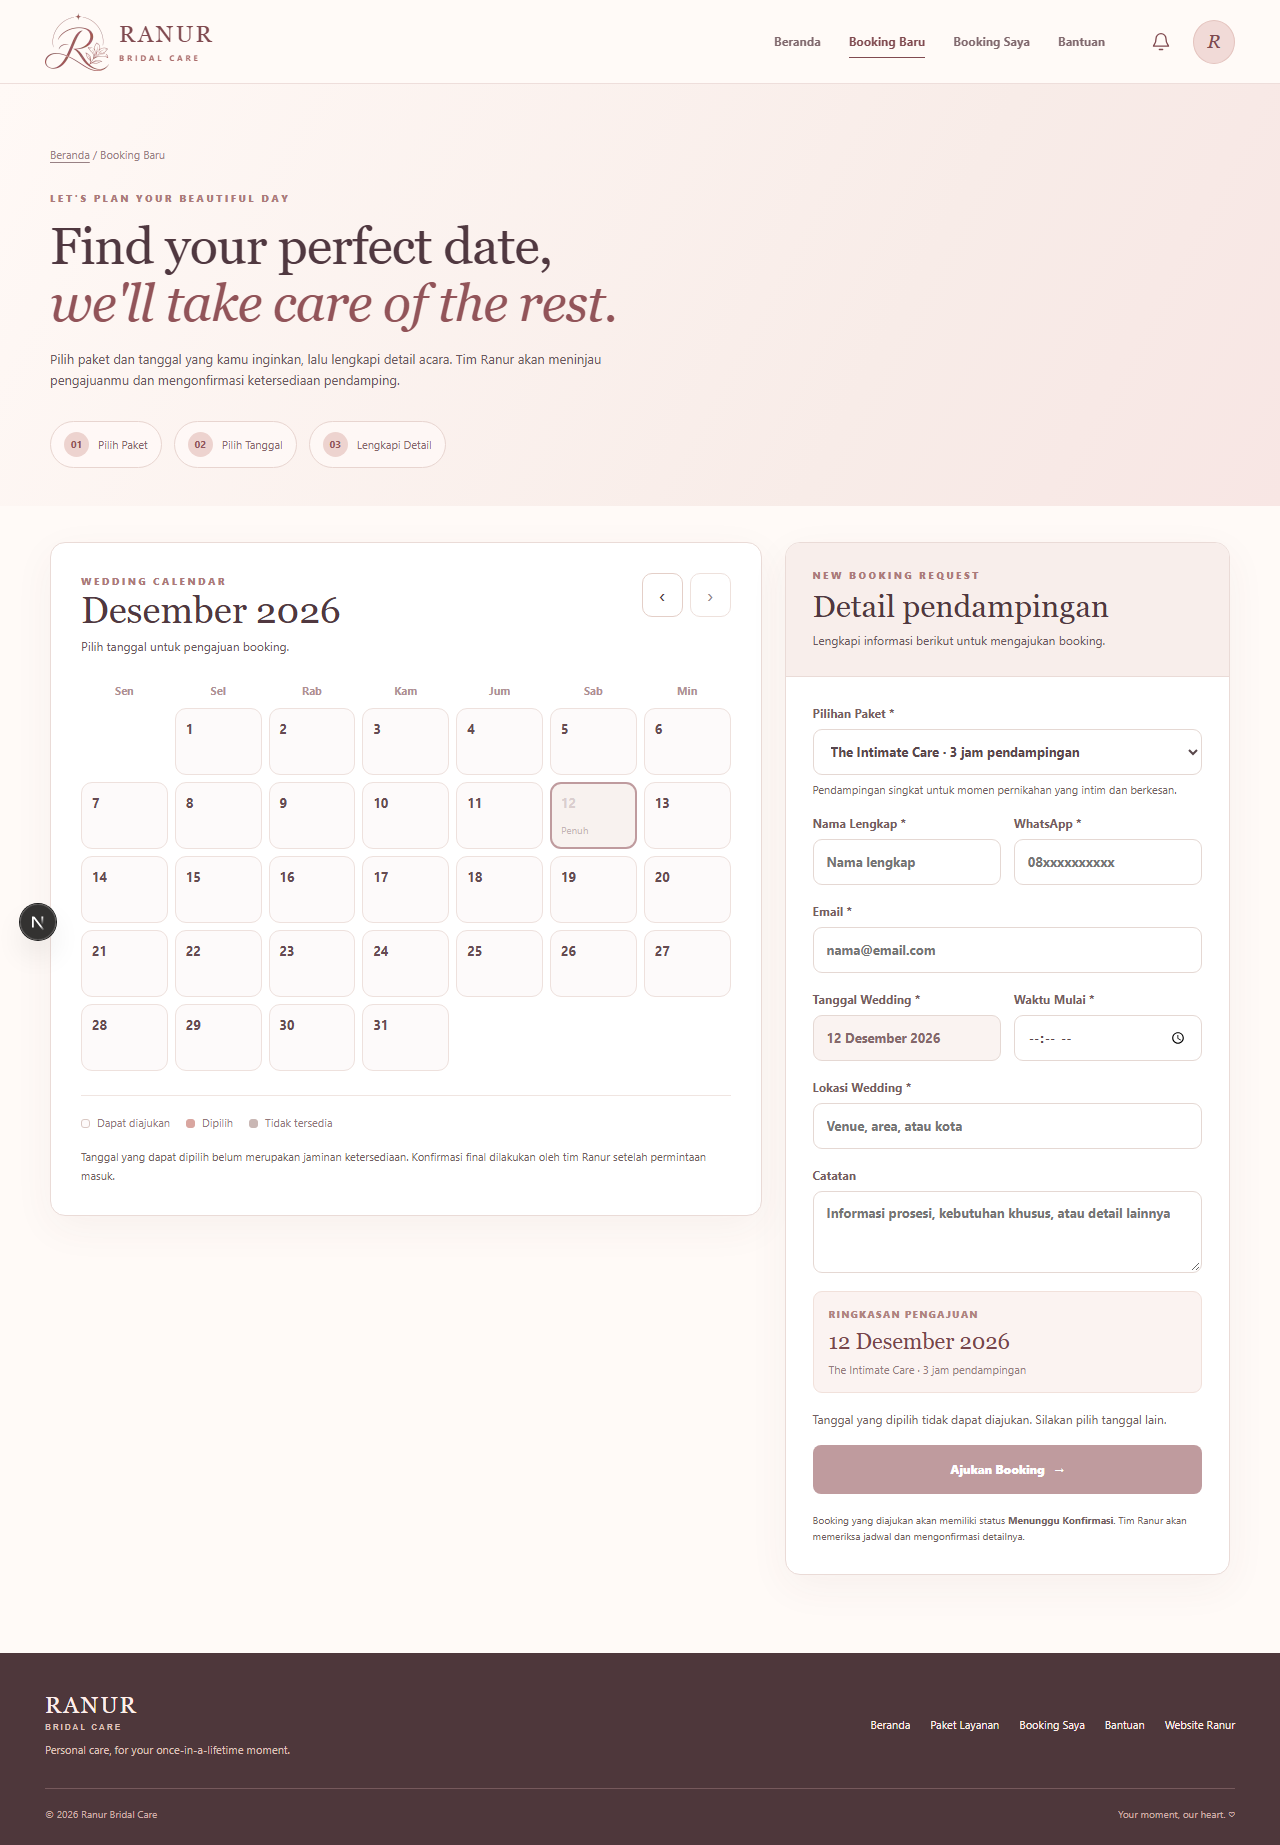 RANUR
BRIDAL CARE
Beranda
Booking Baru
Booking Saya
Bantuan
R
Beranda / Booking Baru
LET'S PLAN YOUR BEAUTIFUL DAY
Find your perfect date,
we'll take care of the rest.
Pilih paket dan tanggal yang kamu inginkan, lalu lengkapi detail acara. Tim Ranur akan meninjau
pengajuanmu dan mengonfirmasi ketersediaan pendamping.
01 Pilih Paket
02 Pilih Tanggal
03 Lengkapi Detail
WEDDING CALENDAR
Desember 2026
‹ ›
Pilih tanggal untuk pengajuan booking.
Sen Sel Rab Kam Jum Sab Min
1 2 3 4 5 6
7 8 9 10 11 12 13
Penuh
14 15 16 17 18 19 20
21 22 23 24 25 26 27
28 29 30 31
Dapat diajukan
Dipilih
Tidak tersedia
Tanggal yang dapat dipilih belum merupakan jaminan ketersediaan. Konfirmasi final dilakukan oleh tim Ranur setelah permintaan
masuk.
N
NEW BOOKING REQUEST
Detail pendampingan
Lengkapi informasi berikut untuk mengajukan booking.
Pilihan Paket *
The Intimate Care · 3 jam pendampingan
Pendampingan singkat untuk momen pernikahan yang intim dan berkesan.
Nama Lengkap *
Nama lengkap
WhatsApp *
08xxxxxxxxxx
Email *
nama@email.com
Tanggal Wedding *
12 Desember 2026
Waktu Mulai *
--:-- --
Lokasi Wedding *
Venue, area, atau kota
Catatan
Informasi prosesi, kebutuhan khusus, atau detail lainnya
RINGKASAN PENGAJUAN
12 Desember 2026
The Intimate Care · 3 jam pendampingan
Tanggal yang dipilih tidak dapat diajukan. Silakan pilih tanggal lain.
Ajukan Booking →
Booking yang diajukan akan memiliki status Menunggu Konfirmasi. Tim Ranur akan
memeriksa jadwal dan mengonfirmasi detailnya.
RANUR
BRIDAL CARE
Personal care, for your once-in-a-lifetime moment.
Beranda
Paket Layanan
Booking Saya
Bantuan
Website Ranur
© 2026 Ranur Bridal Care
Your moment, our heart. ♡